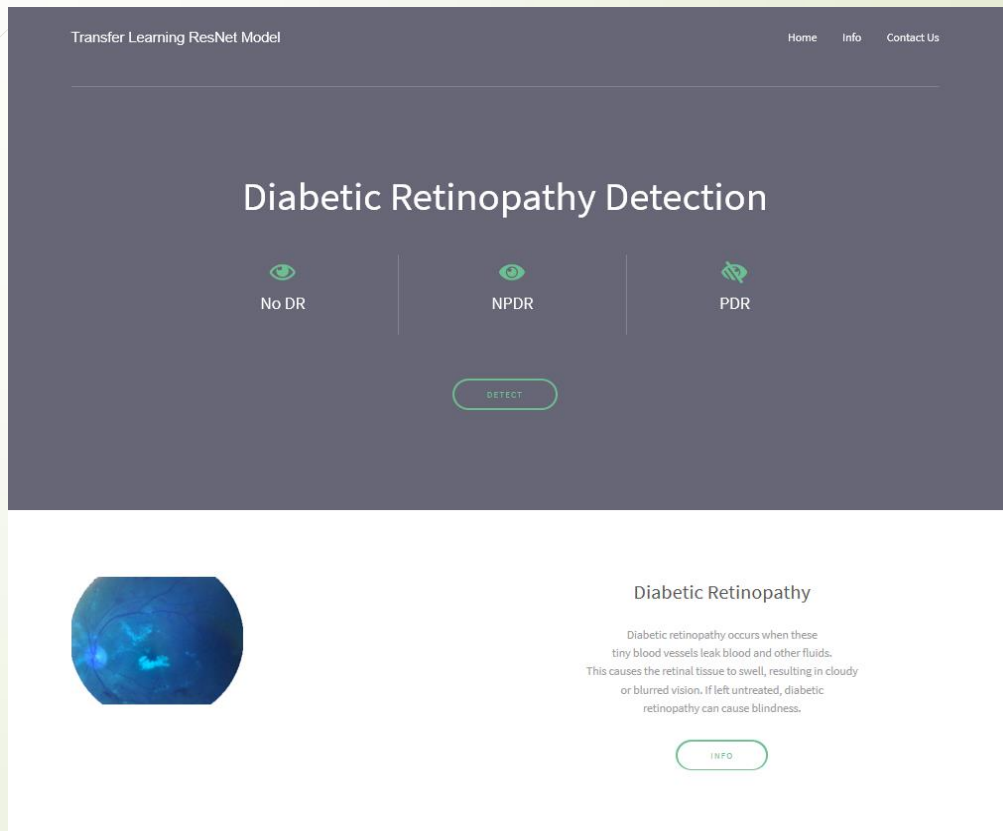 Transfer Learning ResNet Model
Home Info Contact Us
Diabetic Retinopathy Detection
No DR NPDR PDR
DETECT
Diabetic Retinopathy
Diabetic retinopathy occurs when these
tiny blood vessels leak blood and other fluids.
This causes the retinal tissue to swell, resulting in cloudy
or blurred vision. If left untreated, diabetic
retinopathy can cause blindness.
INFO